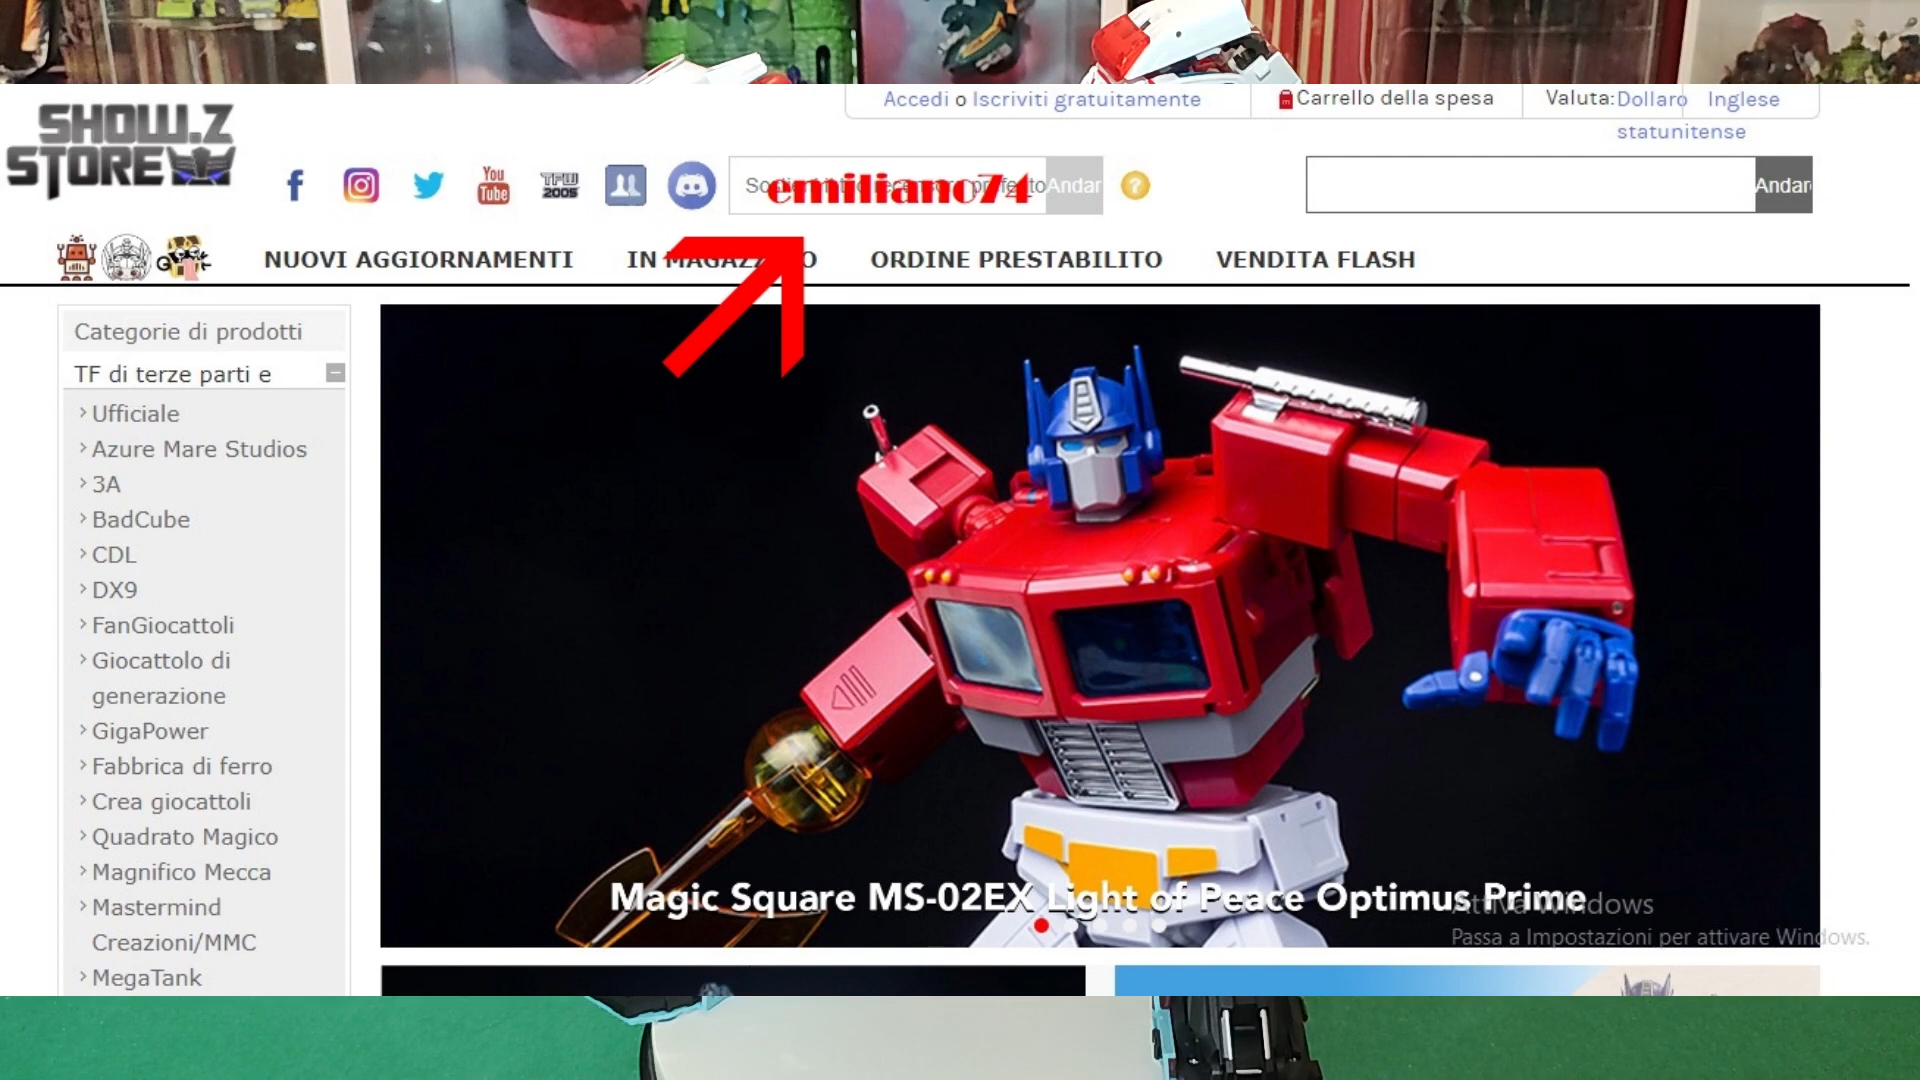 SHOW.Z
STORE
Accedi o Iscriviti gratuitamente
Carrello della spesa
Valuta: Dollaro
statunitense
Inglese
You
Tube
TFW
2005
emiliano74
Andar
?
Andar
NUOVI AGGIORNAMENTI
IN MAGAZZINO
ORDINE PRESTABILITO
VENDITA FLASH
Categorie di prodotti
TF di terze parti e
Ufficiale
Azure Mare Studios
3A
BadCube
CDL
DX9
FanGiocattoli
Giocattolo di
generazione
GigaPower
Fabbrica di ferro
Crea giocattoli
Quadrato Magico
Magnifico Mecca
Mastermind
Creazioni/MMC
MegaTank
Magic Square MS-02EX Light of Peace Optimus Prime
Attiva Windows
Passa a Impostazioni per attivare Windows.